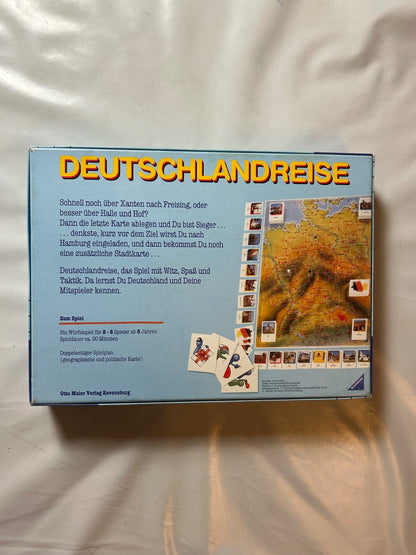 DEUTSCHLANDREISE
Schnell noch über Xanten nach Freising, oder
besser über Halle und Hof?
Dann die letzte Karte ablegen und Du bist Sieger . . .
. . . denkste, kurz vor dem Ziel wirst Du nach
Hamburg eingeladen, und dann bekommst Du noch
eine zusätzliche Stadtkarte . . .
Deutschlandreise, das Spiel mit Witz, Spaß und
Taktik. Da lernst Du Deutschland und Deine
Mitspieler kennen.
Zum Spiel
Ein Würfelspiel für 2 - 6 Spieler ab 8 Jahren
Spieldauer ca. 90 Minuten
Doppelseitiger Spielplan
(geographische und politische Karte)
Otto Maier Verlag Ravensburg